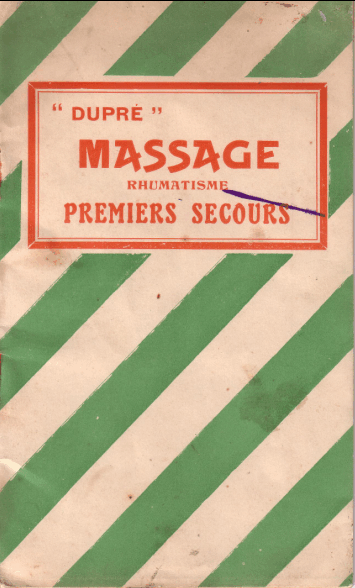 “ DUPRÉ ”
MASSAGE
RHUMATISME
PREMIERS SECOURS